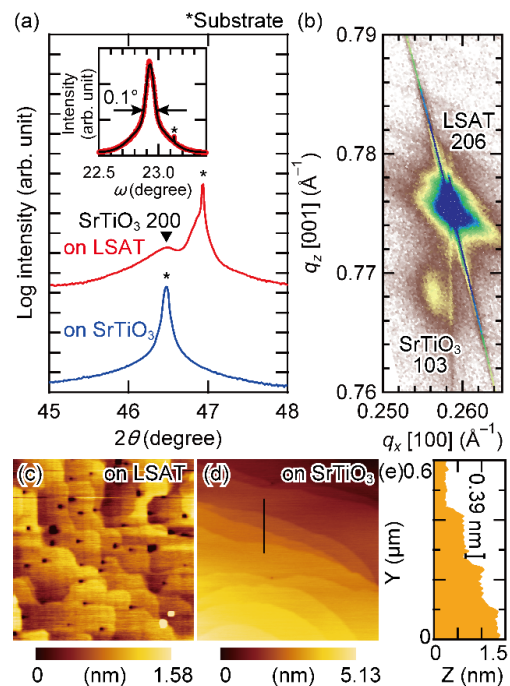 (a)
*Substrate
Log intensity (arb. unit)
Intensity
(arb. unit)
0.1°
*
22.5
23.0
ω(degree)
*
SrTiO3 200
on LSAT
*
on SrTiO3
45
46
47
48
2θ(degree)
(b)
0.79
0.78
0.77
0.76
qz [001] (Å-1)
LSAT
206
SrTiO3
103
0.250
0.260
qx [100] (Å-1)
(c)
on LSAT
0
(nm)
1.58
(d)
on SrTiO3
0
(nm)
5.13
(e)
0.6
0
Y (μm)
0.39 nm
0
1.5
Z (nm)